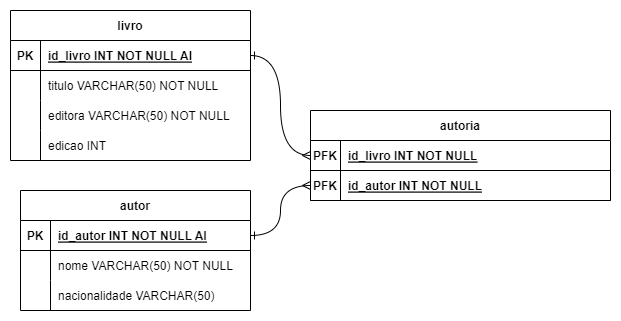 livro
PK id_livro INT NOT NULL AI
titulo VARCHAR(50) NOT NULL
editora VARCHAR(50) NOT NULL
edicao INT
autoria
PFK id_livro INT NOT NULL
PFK id_autor INT NOT NULL
autor
PK id_autor INT NOT NULL AI
nome VARCHAR(50) NOT NULL
nacionalidade VARCHAR(50)